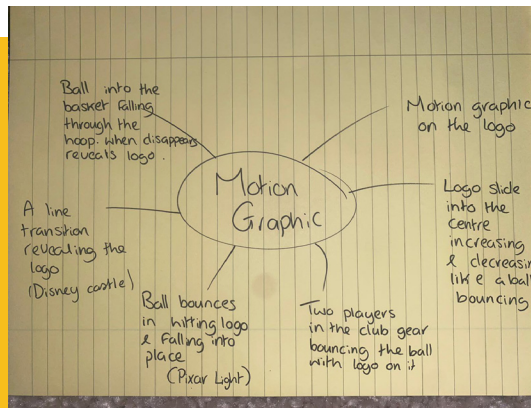 Ball into the
basket falling
through the
hoop. when disappears
reveals logo.
Motion graphic
on the logo
Motion
Graphic
A line
transition
revealing the
logo
(Disney castle)
Logo slide
into the
centre
increasing
& decreasing
like a ball
bouncing
Ball bounces
in hitting logo
& falling into
place
(Pixar Light)
Two players
in the club gear
bouncing the ball
with logo on it